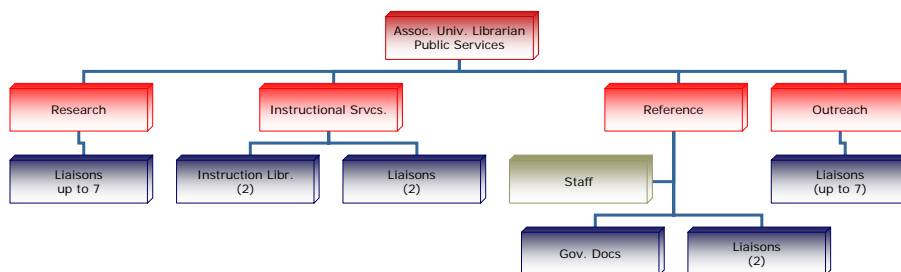 Assoc. Univ. Librarian
Public Services
Research
Instructional Srvcs.
Reference
Outreach
Liaisons
up to 7
Instruction Libr.
(2)
Liaisons
(2)
Staff
Liaisons
(up to 7)
Gov. Docs
Liaisons
(2)